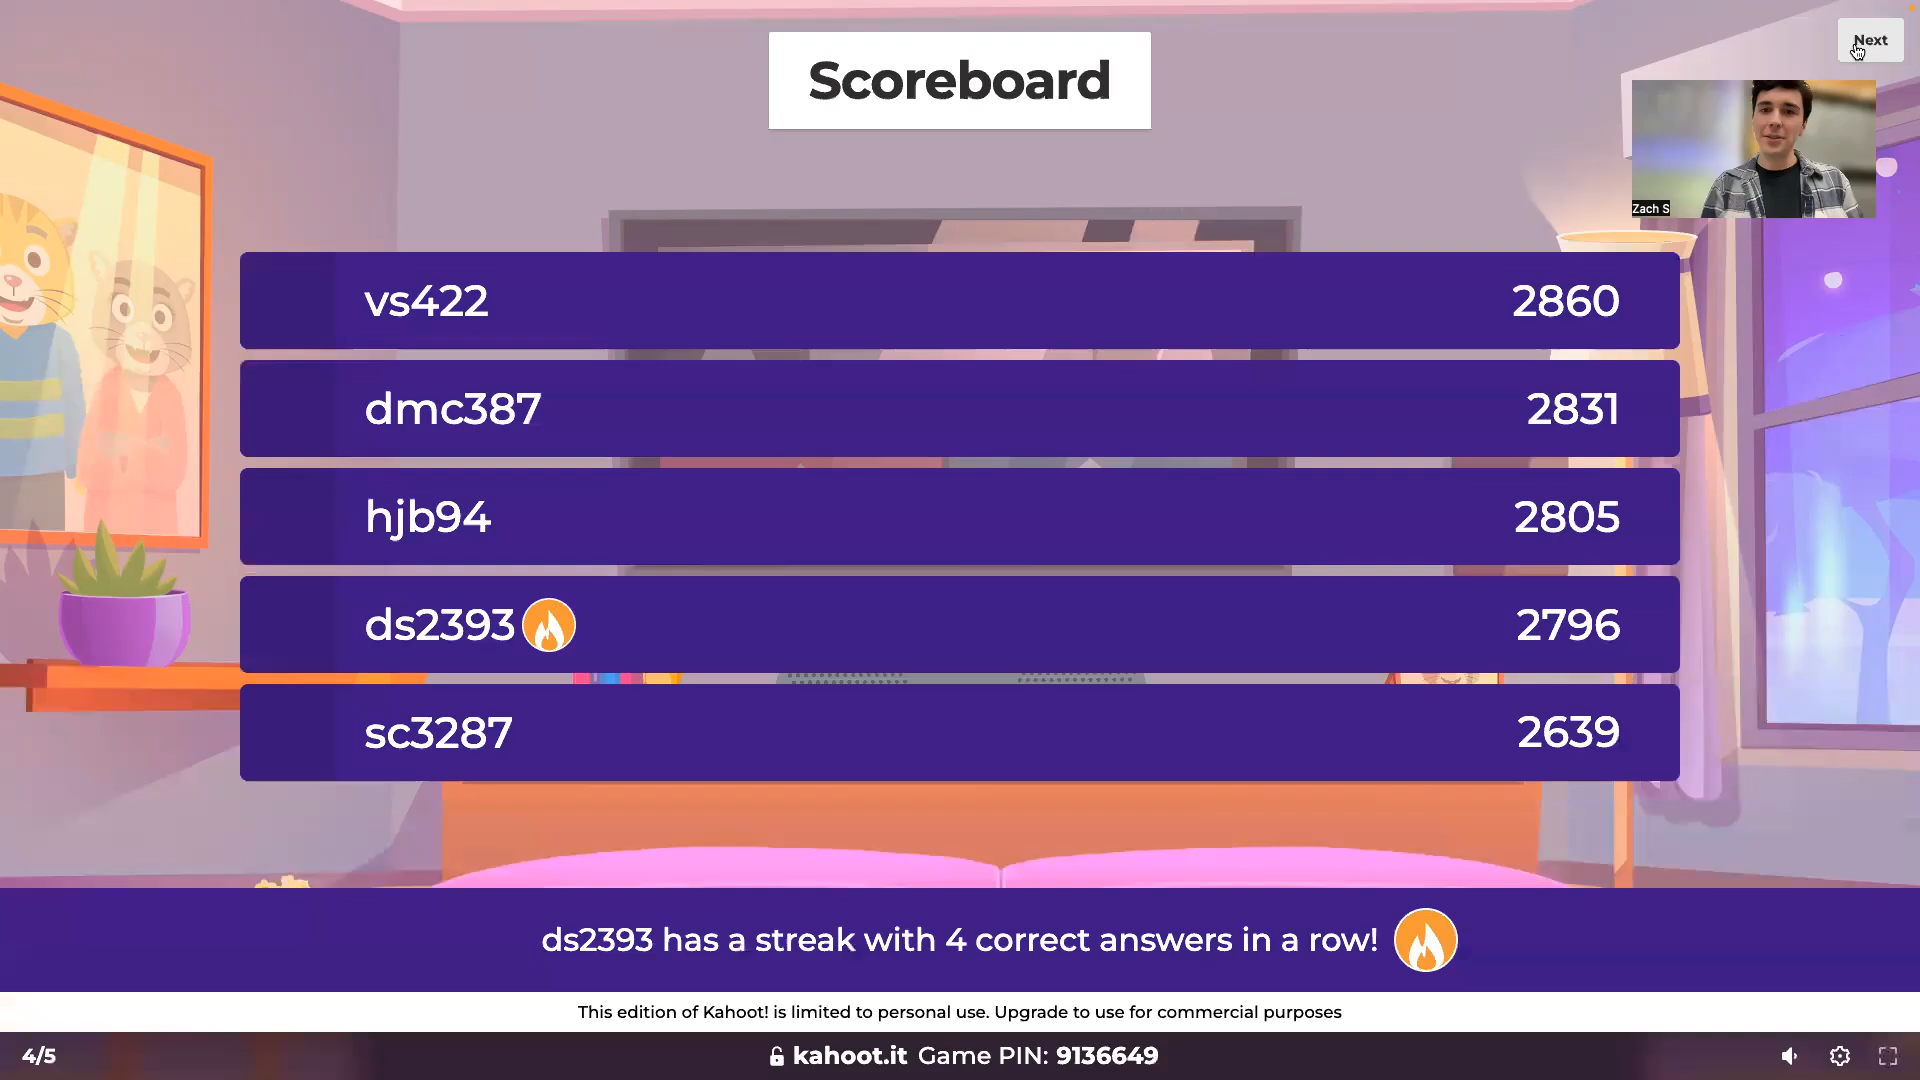 Scoreboard
Next
Zach S
vs422 2860
dmc387 2831
hjb94 2805
ds2393 2796
sc3287 2639
ds2393 has a streak with 4 correct answers in a row!
This edition of Kahoot! is limited to personal use. Upgrade to use for commercial purposes
4/5 kahoot.it Game PIN: 9136649